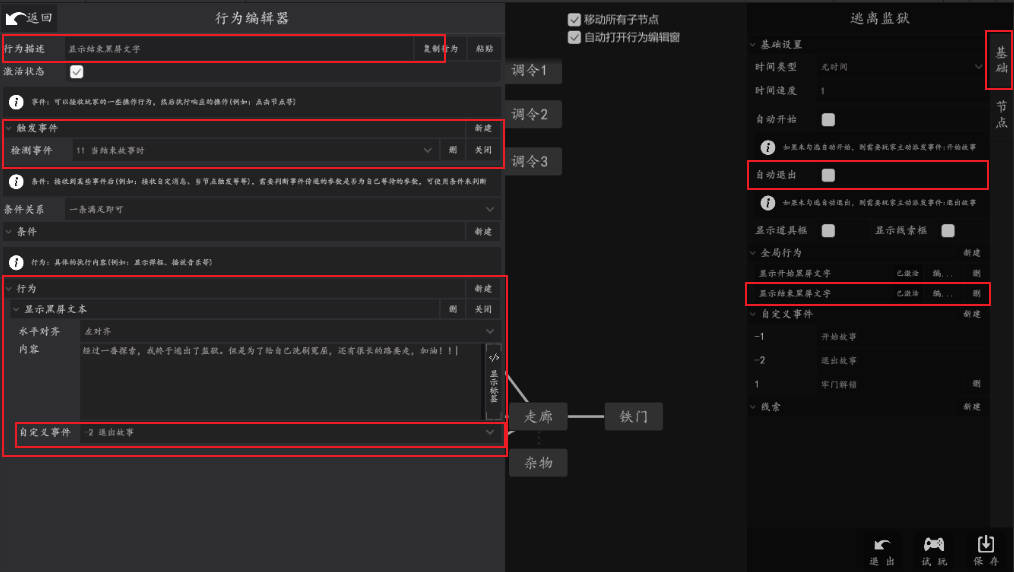 返回
行为编辑器
行为描述 显示结束黑屏文字 复制行为 粘贴
激活状态
事件：可以接收玩家的一些操作行为，然后执行响应的操作(例如：点击节点等)
触发事件 新建
检测事件 11 当结束故事时 删 关闭
条件：接收到某些事件后(例如：接收自定消息、当节点触发等等)，需要判断事件传递的参数是否为自己等待的参数，可使用条件来判断
条件关系 一条满足即可
条件 新建
行为：具体的执行内容(例如：显示弹框、播放音乐等)
行为 新建
显示黑屏文本 删 关闭
水平对齐 左对齐
内容 经过一番探索，我终于逃出了监狱。但是为了给自己洗刷冤屈，还有很长的路要走，加油！！
</> 显示标签
自定义事件 -2 退出故事
移动所有子节点
自动打开行为编辑窗
调令1
调令2
调令3
走廊
铁门
杂物
逃离监狱
基础设置
时间类型 无时间
时间速度 1
自动开始
如果未勾选自动开始，则需要玩家主动派发事件:开始故事
自动退出
如果未勾选自动退出，则需要玩家主动派发事件:退出故事
显示道具框 显示线索框
全局行为 新建
显示开始黑屏文字 已激活 编... 删
显示结束黑屏文字 已激活 编... 删
自定义事件 新建
-1 开始故事
-2 退出故事
1 牢门解锁 删
线索 新建
基础
节点
退出 试玩 保存